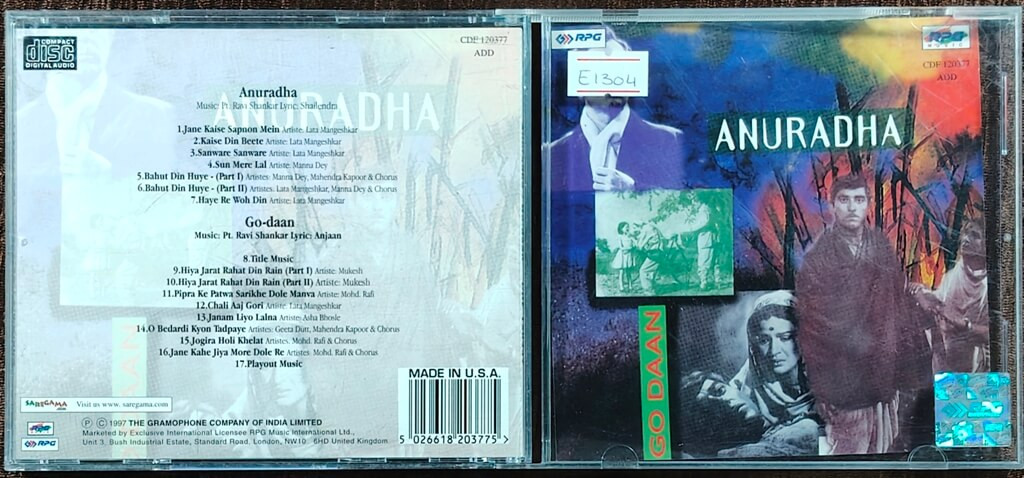 COMPACT
disc
DIGITAL AUDIO
CDF 120377
ADD
Anuradha
Music: Pt. Ravi Shankar Lyric: Shailendra
1.Jane Kaise Sapnon Mein Artiste: Lata Mangeshkar
2.Kaise Din Beete Artiste: Lata Mangeshkar
3.Sanware Sanware Artiste: Lata Mangeshkar
4.Sun Mere Lal Artiste: Manna Dey
5.Bahut Din Huye - (Part I) Artistes: Manna Dey, Mahendra Kapoor & Chorus
6.Bahut Din Huye - (Part II) Artistes: Lata Mangeshkar, Manna Dey & Chorus
7.Haye Re Woh Din Artiste: Lata Mangeshkar
Go-daan
Music: Pt. Ravi Shankar Lyric: Anjaan
8.Title Music
9.Hiya Jarat Rahat Din Rain (Part I) Artiste: Mukesh
10.Hiya Jarat Rahat Din Rain (Part II) Artiste: Mukesh
11.Pipra Ke Patwa Sarikhe Dole Manva Artiste: Mohd. Rafi
12.Chali Aaj Gori Artiste: Lata Mangeshkar
13.Janam Liyo Lalna Artiste: Asha Bhosle
14.O Bedardi Kyon Tadpaye Artistes: Geeta Dutt, Mahendra Kapoor & Chorus
15.Jogira Holi Khelat Artistes: Mohd. Rafi & Chorus
16.Jane Kahe Jiya More Dole Re Artistes: Mohd. Rafi & Chorus
17.Playout Music
ANURADHA
GO DAAN
SAREGAMA
.com
Visit us www. saregama.com
RPG
Ⓟ Ⓒ 1997 THE GRAMOPHONE COMPANY OF INDIA LIMITED
Marketed by Exclusive International Licensee RPG Music International Ltd.,
Unit 3, Bush Industrial Estate, Standard Road, London, NW10, 6HD United Kingdom
MADE IN U.S.A.
5 026618 203775 >
RPG
E1304
RPG
MUSIC
CDF 120377
ADD
ANURADHA
GO DAAN